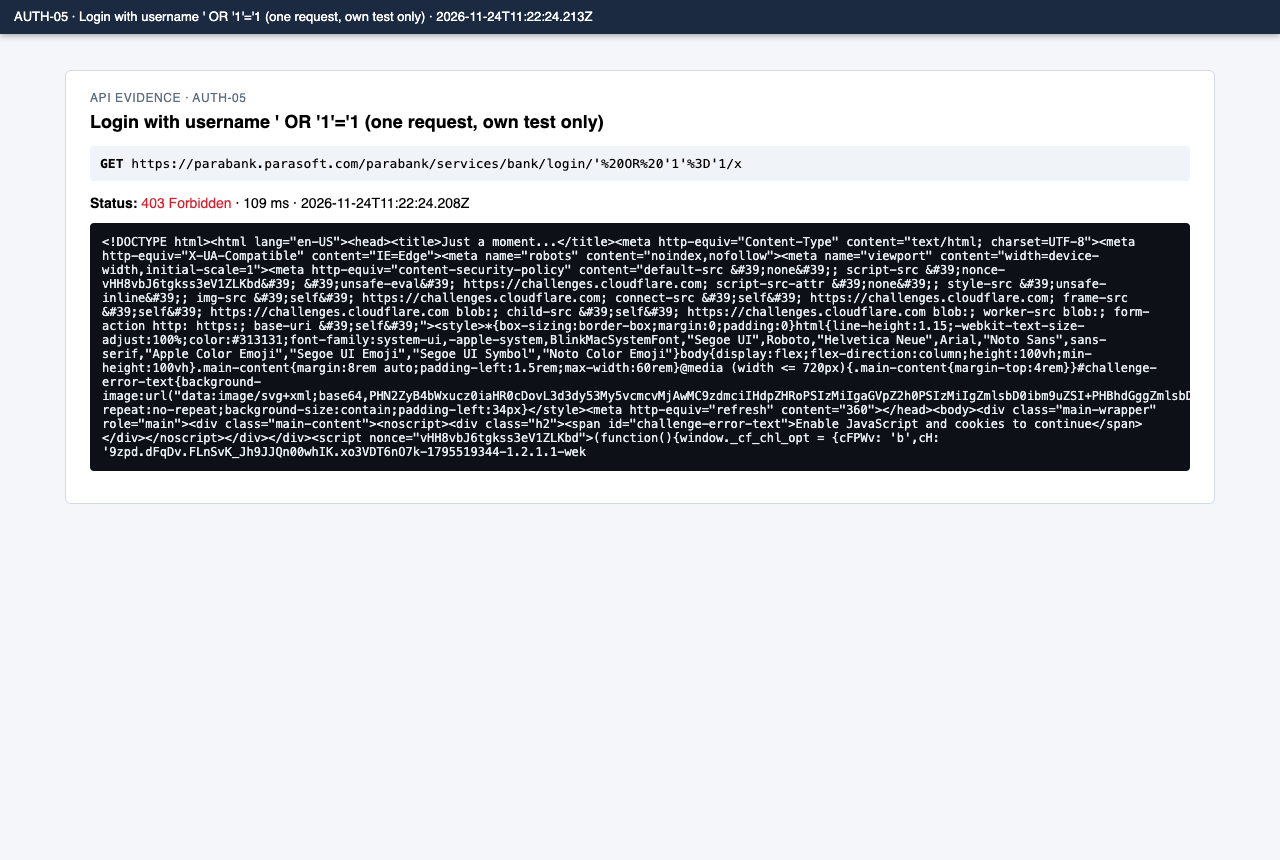 AUTH-05 · Login with username ' OR '1'='1 (one request, own test only) · 2026-11-24T11:22:24.213Z
API EVIDENCE · AUTH-05
Login with username ' OR '1'='1 (one request, own test only)
GET https://parabank.parasoft.com/parabank/services/bank/login/'%20OR%20'1'%3D'1/x
Status: 403 Forbidden · 109 ms · 2026-11-24T11:22:24.208Z
<!DOCTYPE html><html lang="en-US"><head><title>Just a moment...</title><meta http-equiv="Content-Type" content="text/html; charset=UTF-8"><meta
http-equiv="X-UA-Compatible" content="IE=Edge"><meta name="robots" content="noindex,nofollow"><meta name="viewport" content="width=device-
width,initial-scale=1"><meta http-equiv="content-security-policy" content="default-src &#39;none&#39;; script-src &#39;nonce-
vHH8vbJ6tgkss3eV1ZLKbd&#39; &#39;unsafe-eval&#39; https://challenges.cloudflare.com; script-src-attr &#39;none&#39;; style-src &#39;unsafe-
inline&#39;; img-src &#39;self&#39; https://challenges.cloudflare.com; connect-src &#39;self&#39; https://challenges.cloudflare.com; frame-src
&#39;self&#39; https://challenges.cloudflare.com blob:; child-src &#39;self&#39; https://challenges.cloudflare.com blob:; worker-src blob:; form-
action http: https:; base-uri &#39;self&#39;"><style>*{box-sizing:border-box;margin:0;padding:0}html{line-height:1.15;-webkit-text-size-
adjust:100%;color:#313131;font-family:system-ui,-apple-system,BlinkMacSystemFont,"Segoe UI",Roboto,"Helvetica Neue",Arial,"Noto Sans",sans-
serif,"Apple Color Emoji","Segoe UI Emoji","Segoe UI Symbol","Noto Color Emoji"}body{display:flex;flex-direction:column;height:100vh;min-
height:100vh}.main-content{margin:8rem auto;padding-left:1.5rem;max-width:60rem}@media (width <= 720px){.main-content{margin-top:4rem}}#challenge-
error-text{background-
image:url("data:image/svg+xml;base64,PHN2ZyB4bWxucz0iaHR0cDovL3d3dy53My5vcmcvMjAwMC9zdmciIHdpZHRoPSIzMiIgaGVpZ2h0PSIzMiIgZmlsbD0ibm9uZSI+PHBhdGggZmlsbD
repeat:no-repeat;background-size:contain;padding-left:34px}</style><meta http-equiv="refresh" content="360"></head><body><div class="main-wrapper"
role="main"><div class="main-content"><noscript><div class="h2"><span id="challenge-error-text">Enable JavaScript and cookies to continue</span>
</div></noscript></div></div><script nonce="vHH8vbJ6tgkss3eV1ZLKbd">(function(){window._cf_chl_opt = {cFPWv: 'b',cH:
'9zpd.dFqDv.FLnSvK_Jh9JJQn00whIK.xo3VDT6nO7k-1795519344-1.2.1.1-wek